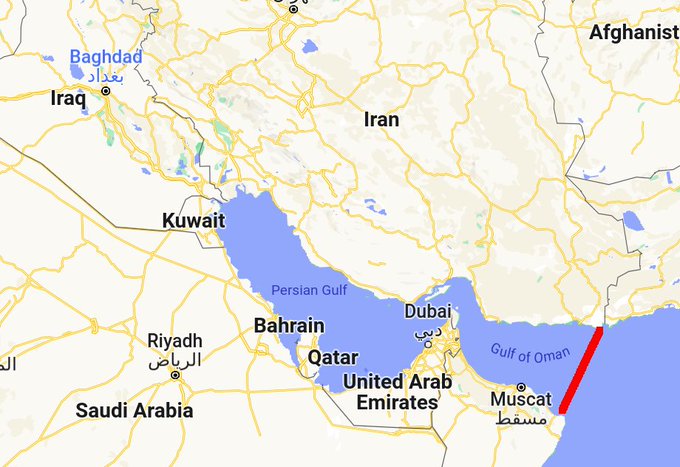 Afghanist
Baghdad
بغداد
Iraq
Iran
Kuwait
Persian Gulf
Dubai
دبي
Bahrain
Riyadh
الرياض
Qatar
Gulf of Oman
United Arab
Emirates
Muscat
مسقط
Saudi Arabia